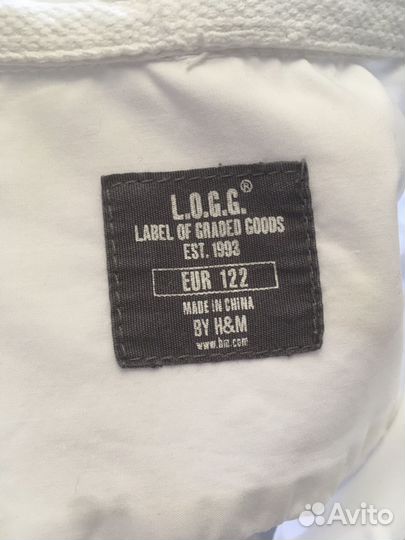 L.O.G.G.®
LABEL OF GRADED GOODS
EST. 1993
EUR 122
MADE IN CHINA
BY H&M
www.hm.com
Avito